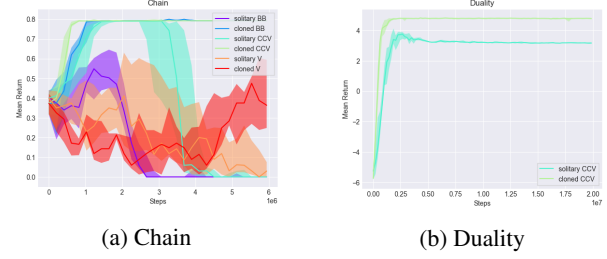 Chain
Mean Return
0.8
0.7
0.6
0.5
0.4
0.3
0.2
0.1
0.0
solitary BB
cloned BB
solitary CCV
cloned CCV
solitary V
cloned V
0 1 2 3 4 5 6
Steps
1e6
(a) Chain
Duality
Mean Return
4
2
0
−2
−4
−6
solitary CCV
cloned CCV
0.00 0.25 0.50 0.75 1.00 1.25 1.50 1.75 2.00
Steps
1e7
(b) Duality